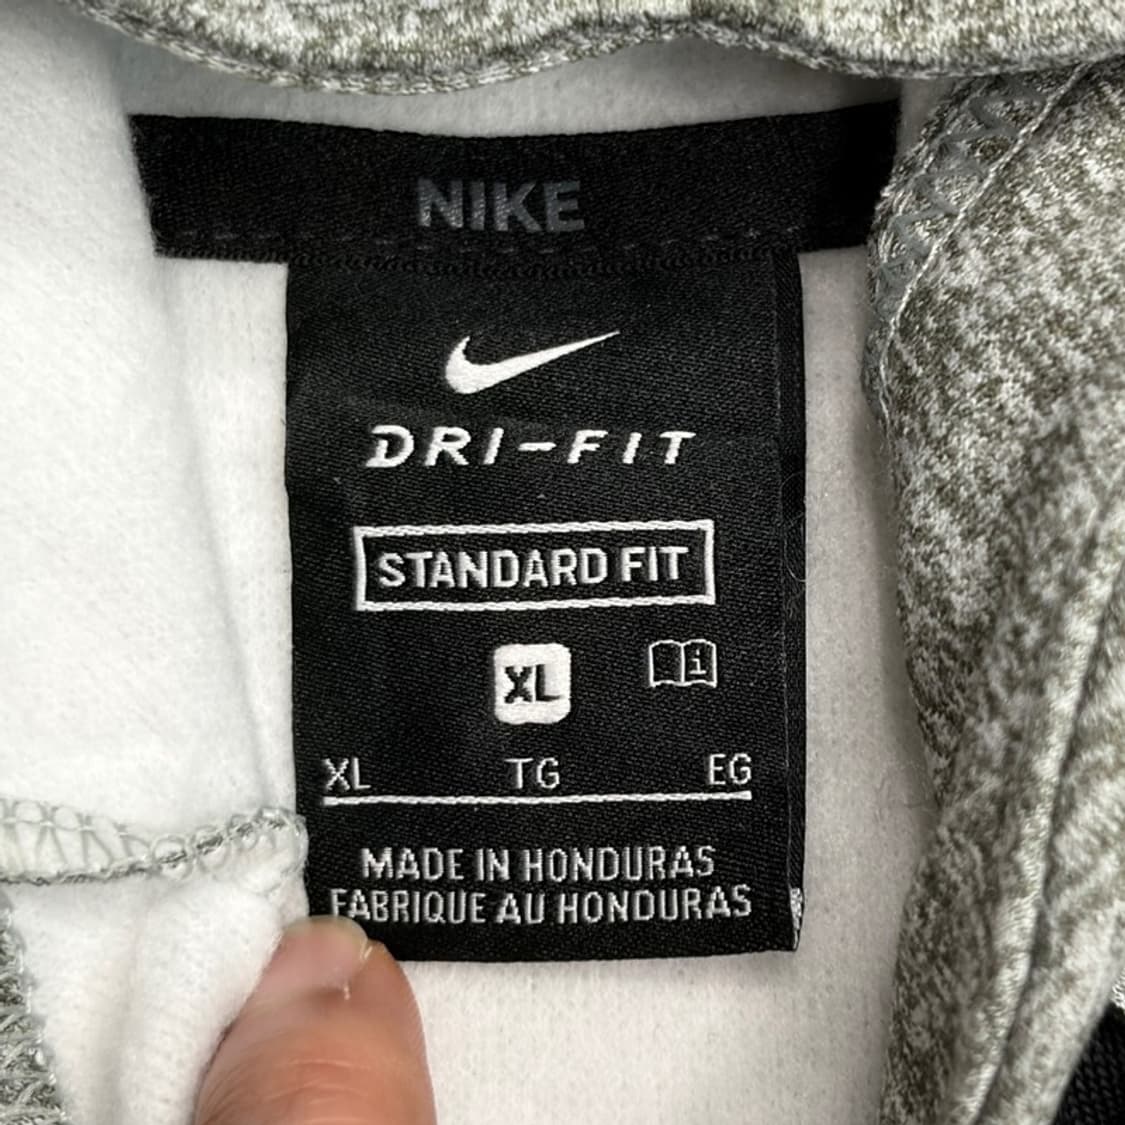 NIKE
DRI-FIT
STANDARD FIT
XL
i
XL TG EG
MADE IN HONDURAS
FABRIQUE AU HONDURAS